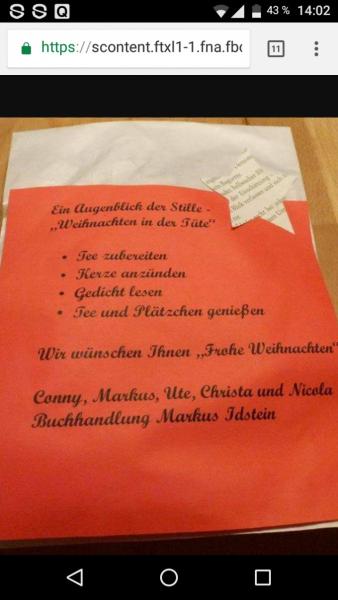 43 % 14:02
https://scontent.ftxl1-1.fna.fbc
11
Ein Augenblick der Stille -
„Weihnachten in der Tüte“
• Tee zubereiten
• Kerze anzünden
• Gedicht lesen
• Tee und Plätzchen genießen
Wir wünschen Ihnen „Frohe Weihnachten“
Conny, Markus, Ute, Christa und Nicola
Buchhandlung Markus Idstein